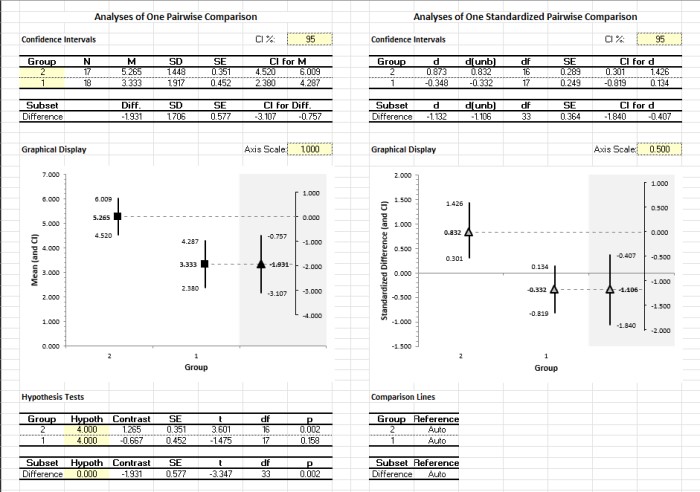 Analyses of One Pairwise Comparison
Confidence Intervals CI %: 95
Group N M SD SE CI for M
2 17 5.265 1.448 0.351 4.520 6.009
1 18 3.333 1.917 0.452 2.380 4.287
Subset Diff. SD SE CI for Diff.
Difference -1.931 1.706 0.577 -3.107 -0.757
Graphical Display Axis Scale: 1.000
7.000
6.000
5.000
4.000
3.000
2.000
1.000
0.000
Mean (and CI)
6.009
5.265
4.520
4.287
3.333
2.380
-0.757
-1.931
-3.107
1.000
0.000
-1.000
-2.000
-3.000
-4.000
2 1
Group
Hypothesis Tests
Group Hypoth Contrast SE t df p
2 4.000 1.265 0.351 3.601 16 0.002
1 4.000 -0.667 0.452 -1.475 17 0.158
Subset Hypoth Contrast SE t df p
Difference 0.000 -1.931 0.577 -3.347 33 0.002
Analyses of One Standardized Pairwise Comparison
Confidence Intervals CI %: 95
Group d d(unb) df SE CI for d
2 0.873 0.832 16 0.289 0.301 1.426
1 -0.348 -0.332 17 0.249 -0.819 0.134
Subset d d(unb) df SE CI for d
Difference -1.132 -1.106 33 0.364 -1.840 -0.407
Graphical Display Axis Scale: 0.500
2.000
1.500
1.000
0.500
0.000
-0.500
-1.000
-1.500
Standardized Difference (and CI)
1.426
0.832
0.301
0.134
-0.332
-0.819
-0.407
-1.106
-1.840
1.000
0.500
0.000
-0.500
-1.000
-1.500
-2.000
2 1
Group
Comparison Lines
Group Reference
2 Auto
1 Auto
Subset Reference
Difference Auto